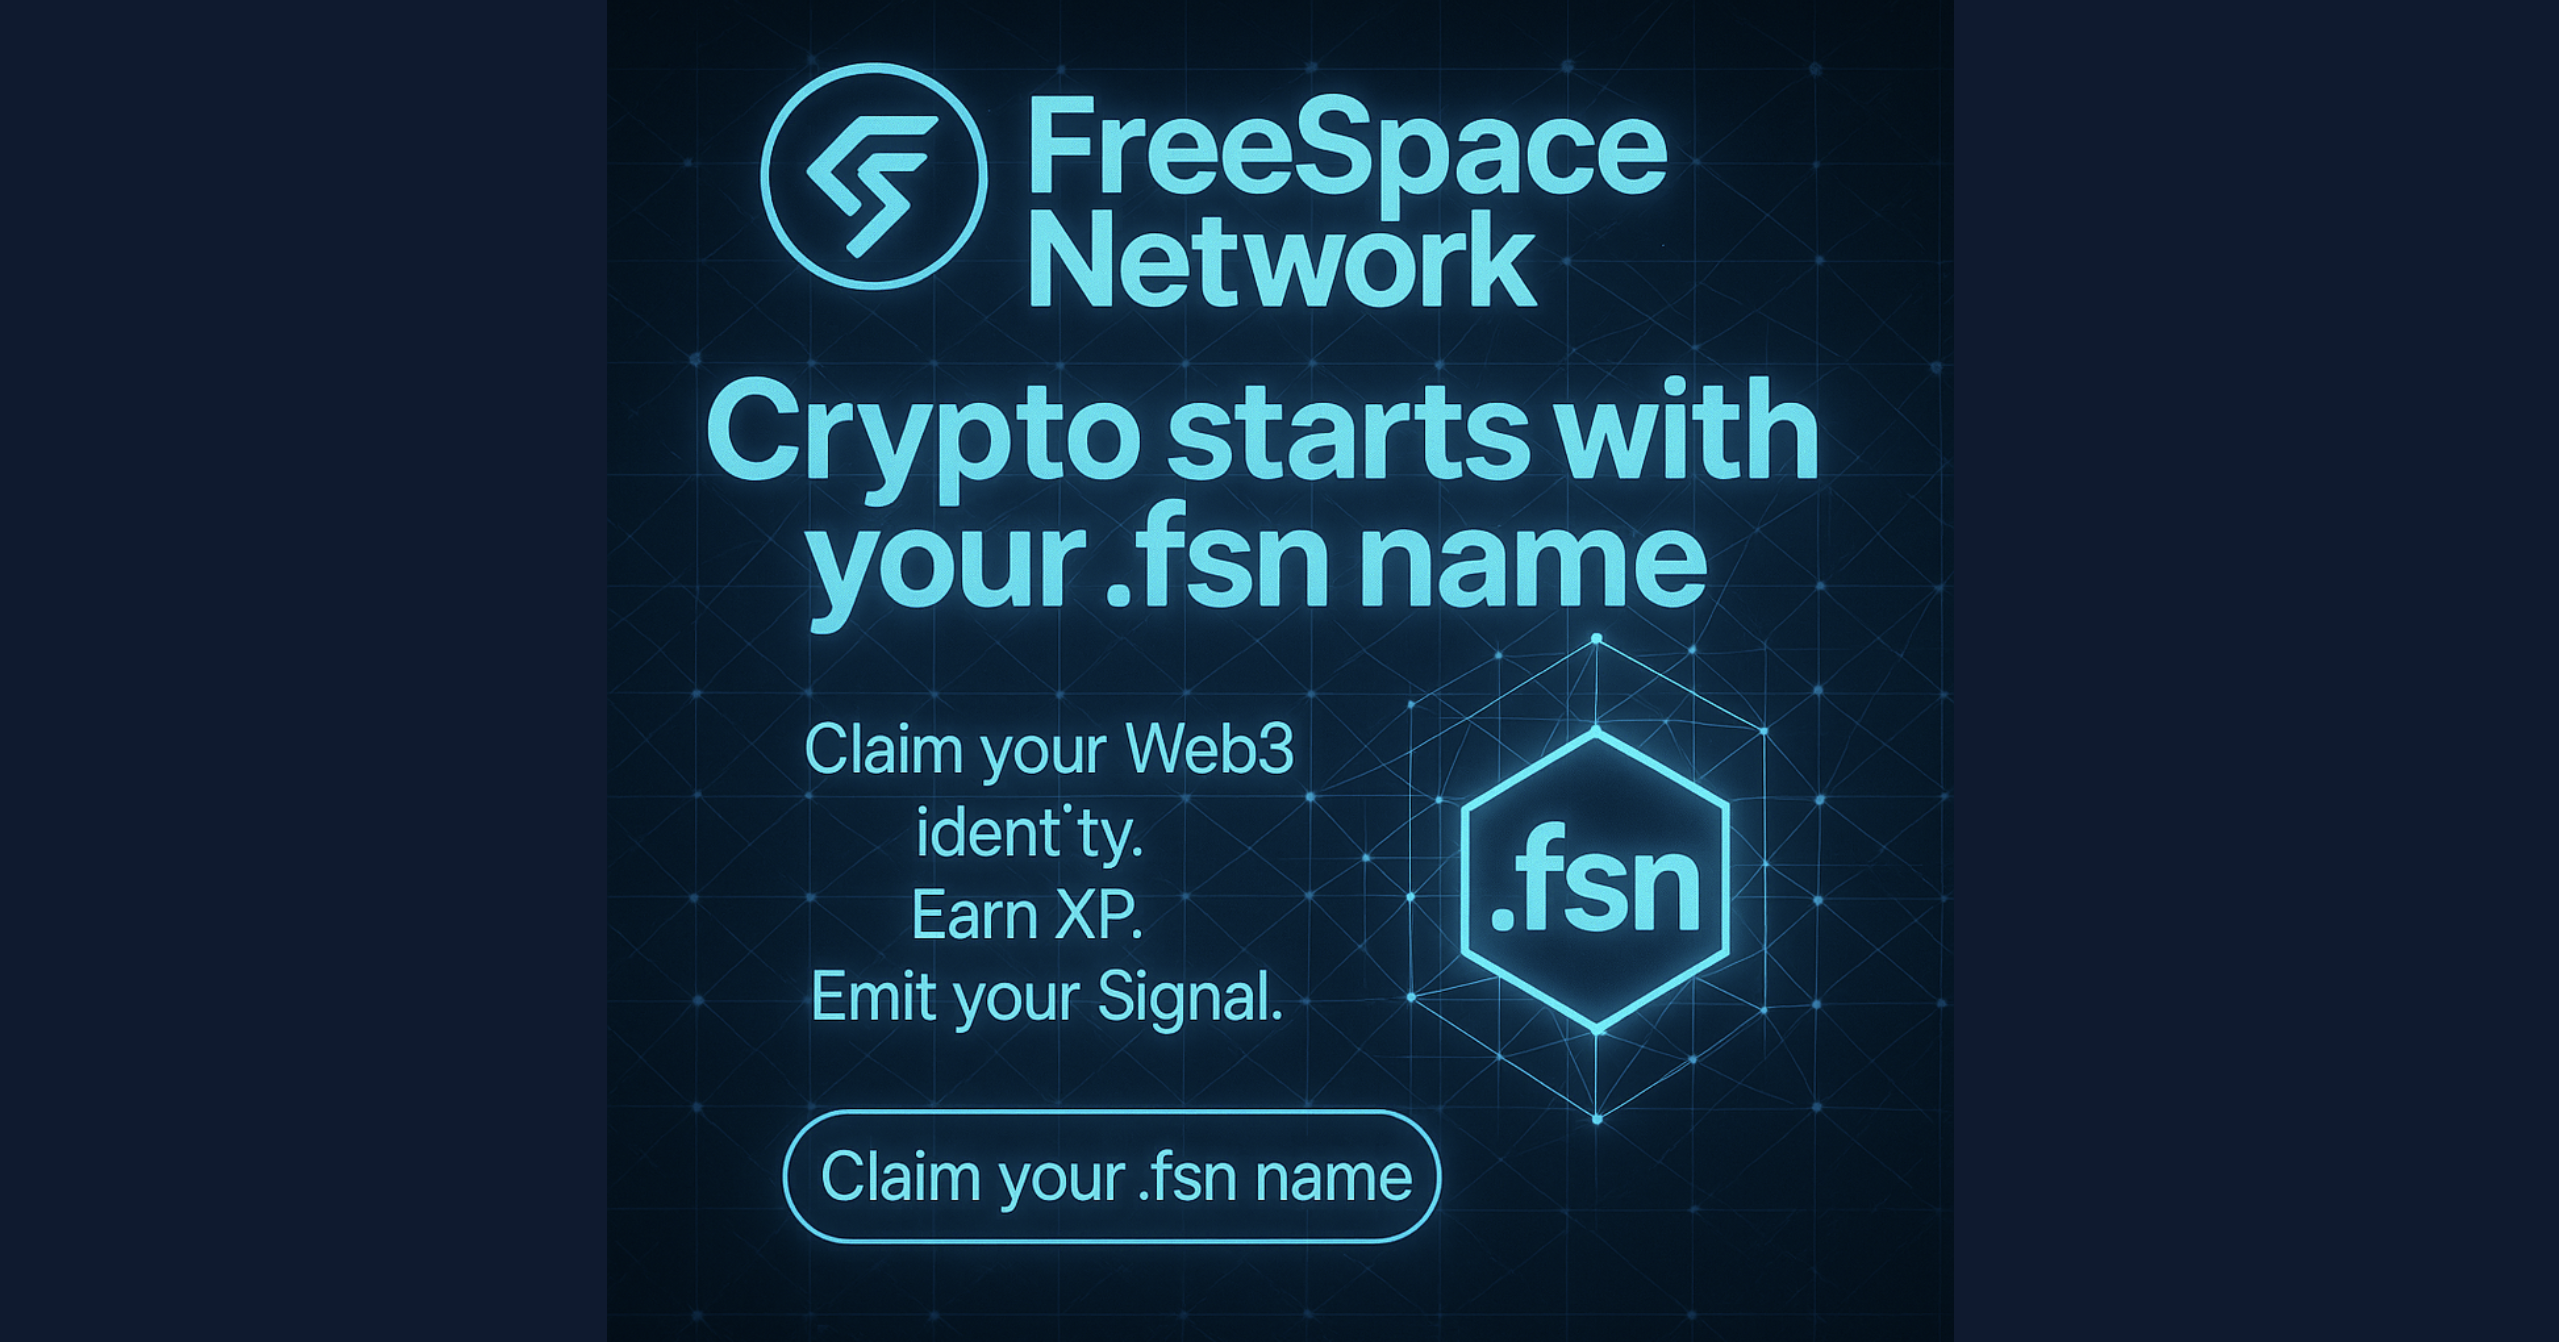 FreeSpace
Network
Crypto starts with
your .fsn name
Claim your Web3
ident˙ty.
Earn XP.
Emit your Signal.
.fsn
Claim your .fsn name